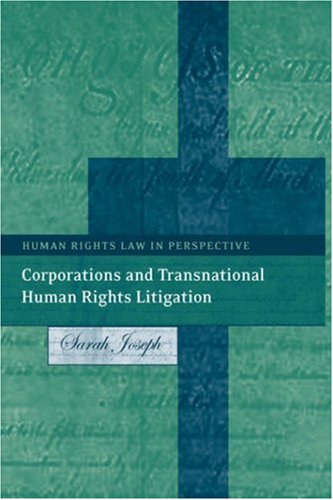 HUMAN RIGHTS LAW IN PERSPECTIVE
Corporations and Transnational
Human Rights Litigation
Sarah Joseph